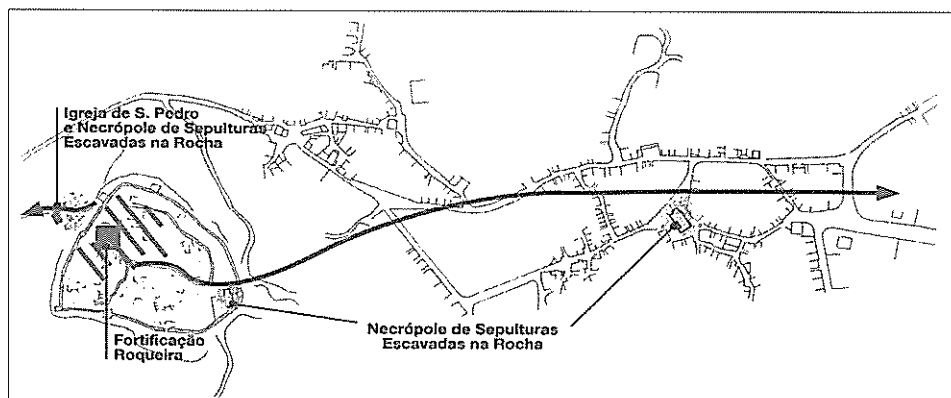 Igreja de S. Pedro
e Necrópole de Sepulturas
Escavadas na Rocha
Necrópole de Sepulturas
Escavadas na Rocha
Fortificação
Roqueira